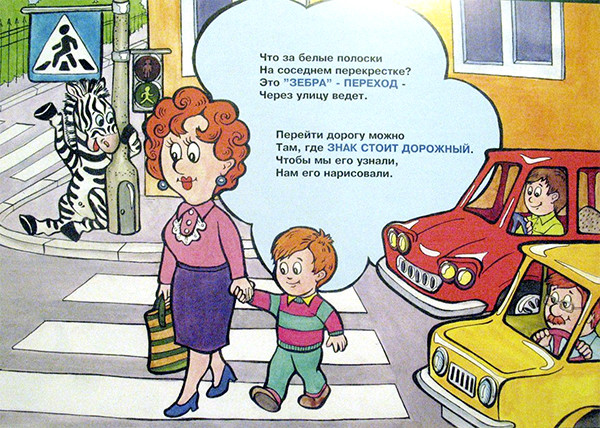 Что за белые полоски
На соседнем перекрестке?
Это "ЗЕБРА" - ПЕРЕХОД -
Через улицу ведет.
Перейти дорогу можно
Там, где ЗНАК СТОИТ ДОРОЖНЫЙ.
Чтобы мы его узнали,
Нам его нарисовали.